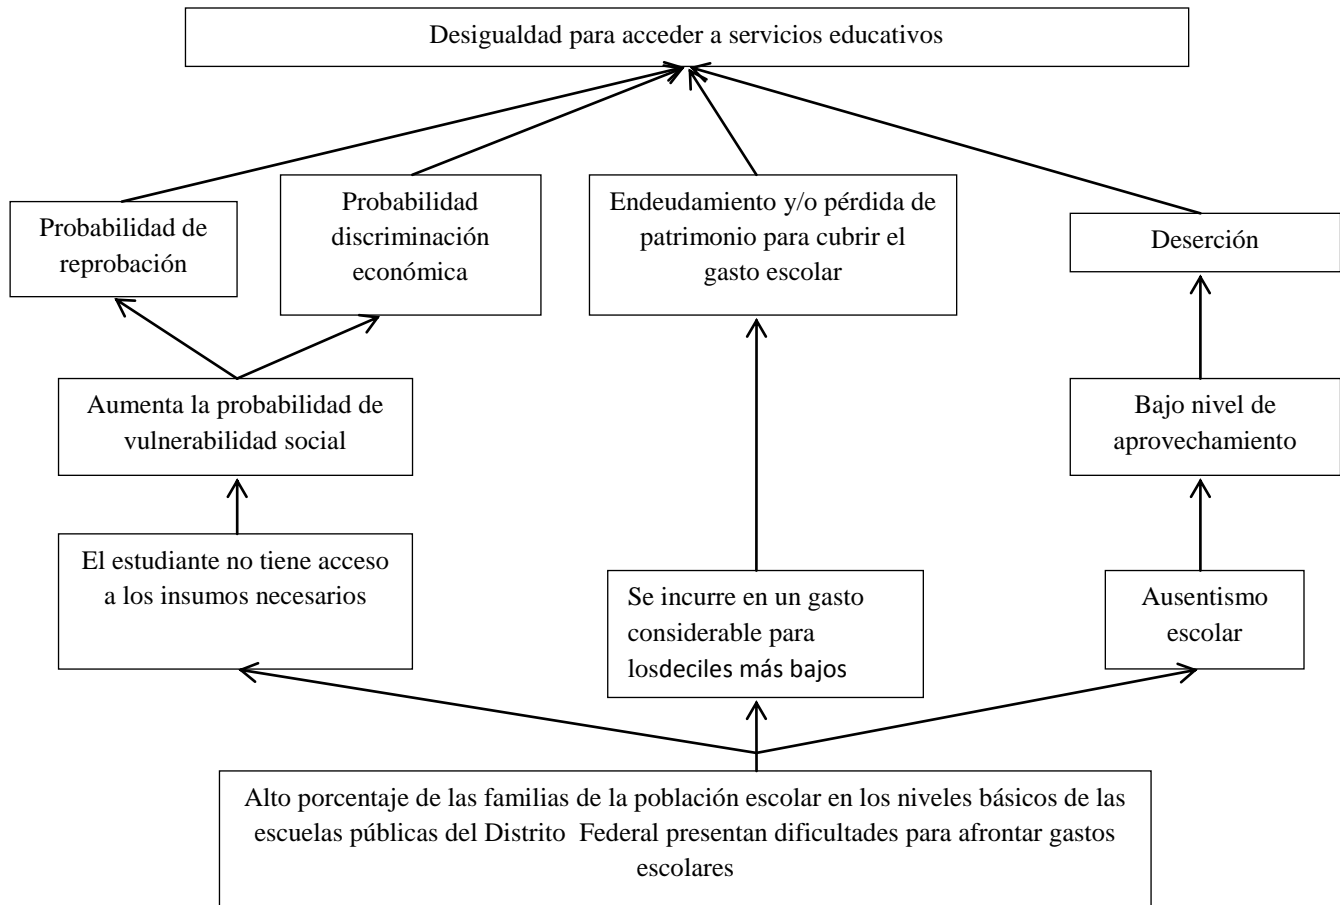 Desigualdad para acceder a servicios educativos
Probabilidad de
reprobación
Probabilidad
discriminación
económica
Endeudamiento y/o pérdida de
patrimonio para cubrir el
gasto escolar
Deserción
Aumenta la probabilidad de
vulnerabilidad social
Bajo nivel de
aprovechamiento
El estudiante no tiene acceso
a los insumos necesarios
Se incurre en un gasto
considerable para
losdeciles más bajos
Ausentismo
escolar
Alto porcentaje de las familias de la población escolar en los niveles básicos de las
escuelas públicas del Distrito  Federal presentan dificultades para afrontar gastos
escolares